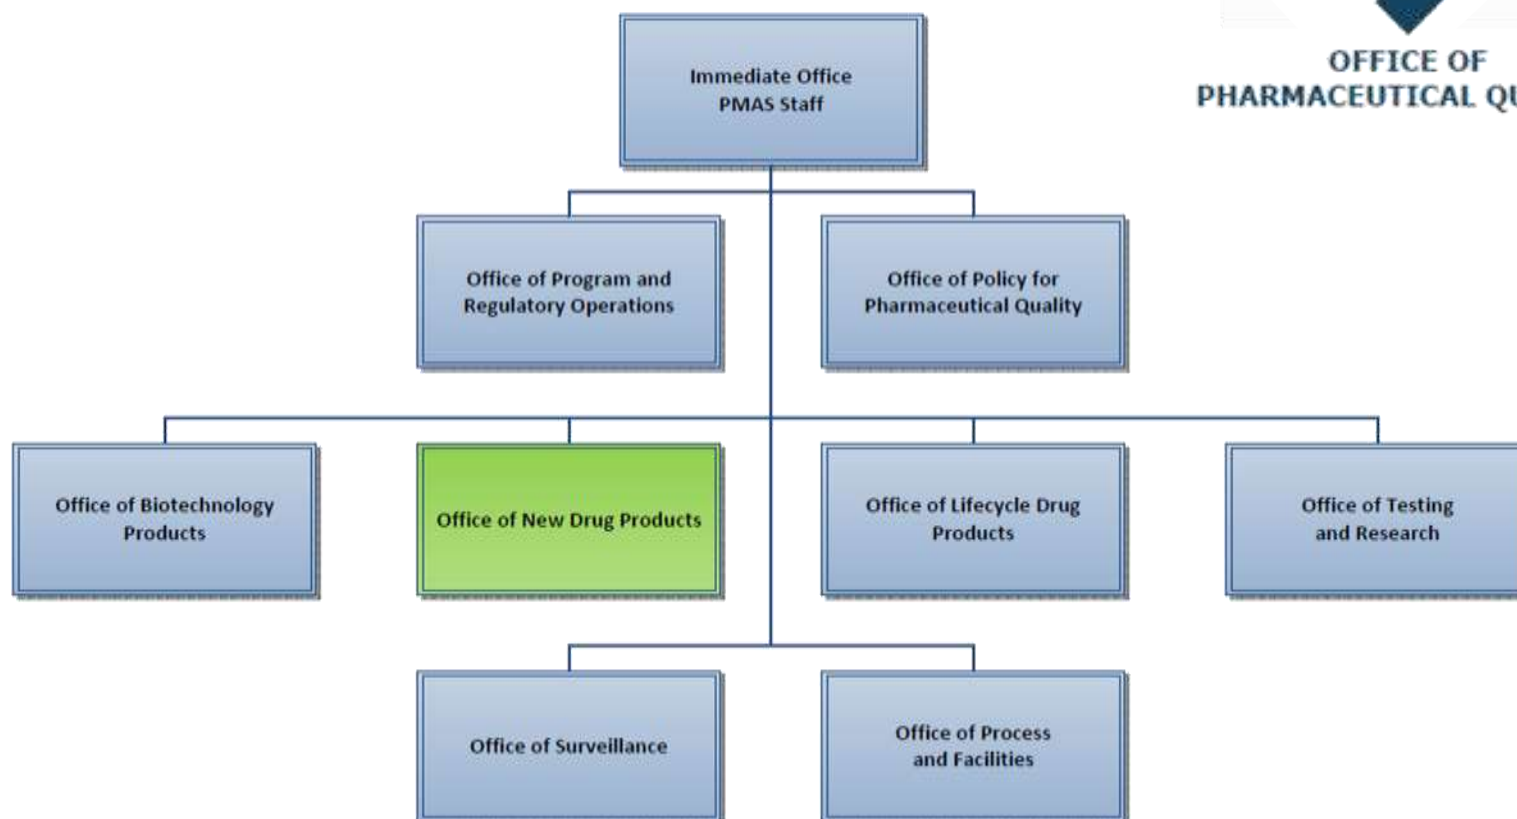 OFFICE OF
PHARMACEUTICAL
Immediate Office
PMAS Staff
Office of Program and
Regulatory Operations
Office of Policy for
Pharmaceutical Quality
Office of Biotechnology
Products
Office of New Drug Products
Office of Lifecycle Drug
Products
Office of Testing
and Research
Office of Surveillance
Office of Process
and Facilities